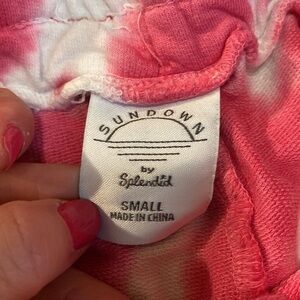 SUNDOWN
by
Splendid
SMALL
MADE IN CHINA